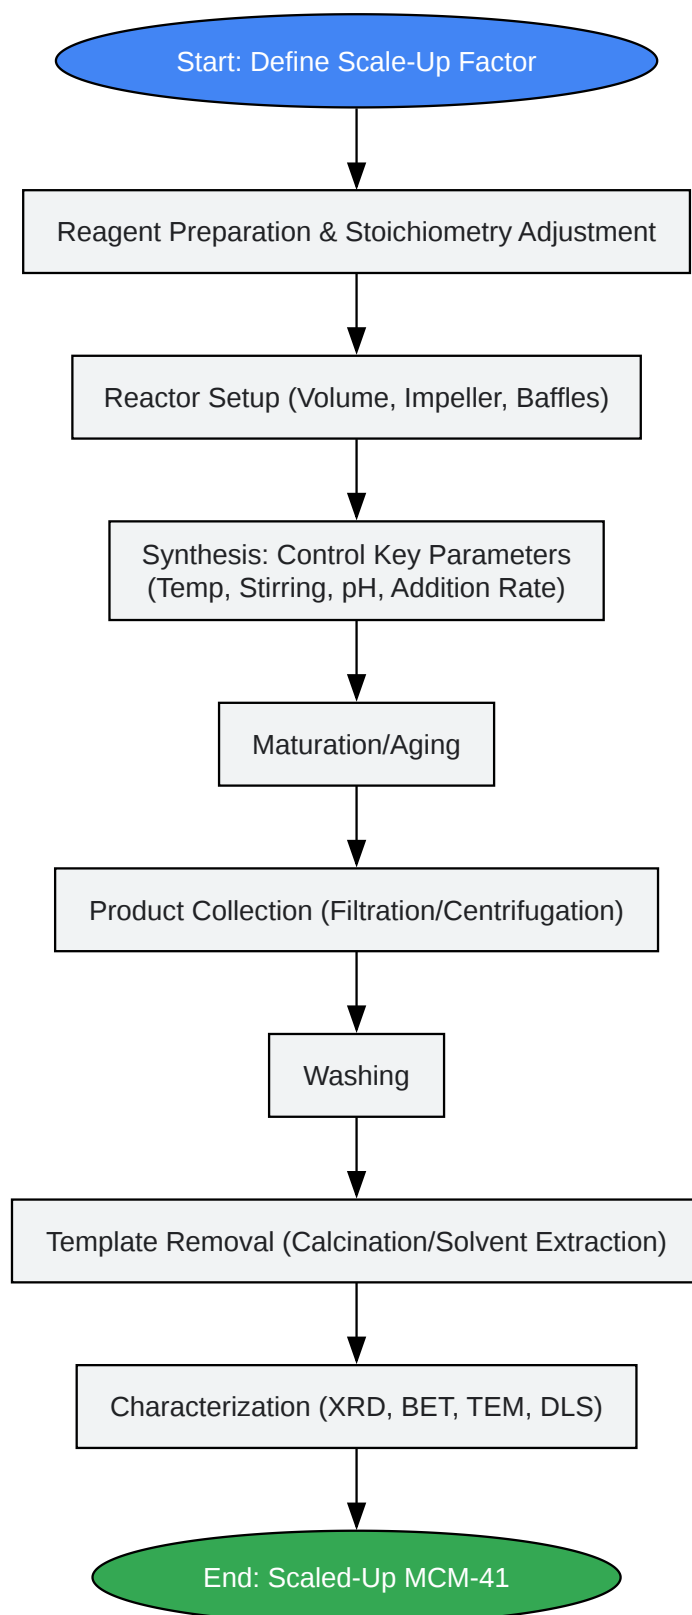 Start: Define Scale-Up Factor
Reagent Preparation & Stoichiometry Adjustment
Reactor Setup (Volume, Impeller, Baffles)
Synthesis: Control Key Parameters
(Temp, Stirring, pH, Addition Rate)
Maturation/Aging
Product Collection (Filtration/Centrifugation)
Washing
Template Removal (Calcination/Solvent Extraction)
Characterization (XRD, BET, TEM, DLS)
End: Scaled-Up MCM-41